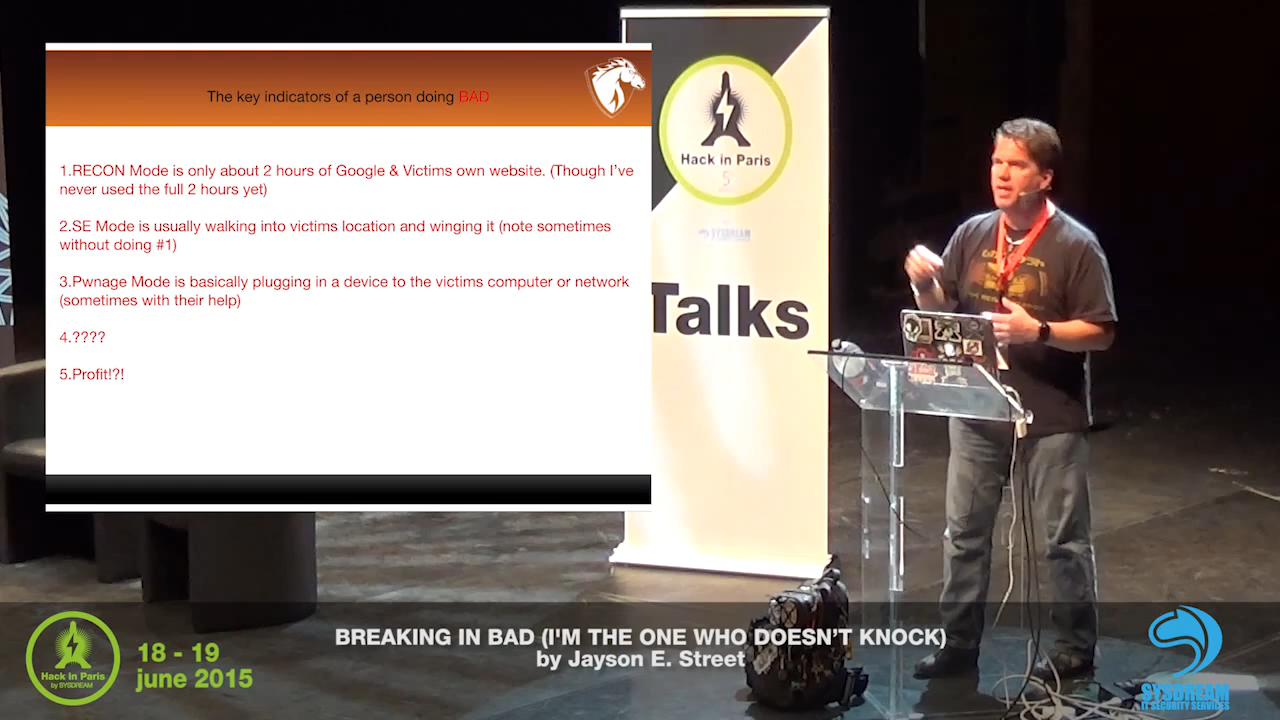 The key indicators of a person doing BAD
1.RECON Mode is only about 2 hours of Google & Victims own website. (Though I've
never used the full 2 hours yet)
2.SE Mode is usually walking into victims location and winging it (note sometimes
without doing #1)
3.Pwnage Mode is basically plugging in a device to the victims computer or network
(sometimes with their help)
4.????
5.Profit!?!
Hack in Paris
5
SYSDREAM
Talks
BREAKING IN BAD (I'M THE ONE WHO DOESN'T KNOCK)
by Jayson E. Street
Hack In Paris
by SYSDREAM
18 - 19
june 2015
SYSDREAM
IT SECURITY SERVICES